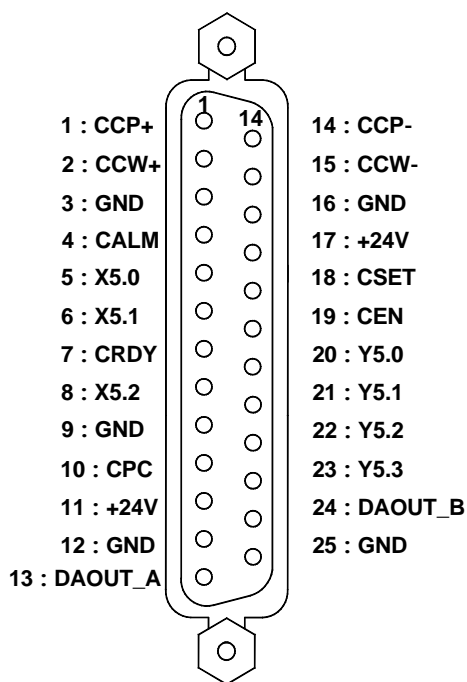 1
14
1 : CCP+
2 : CCW+
3 : GND
4 : CALM
5 : X5.0
6 : X5.1
7 : CRDY
8 : X5.2
9 : GND
10 : CPC
11 : +24V
12 : GND
13 : DAOUT_A
14 : CCP-
15 : CCW-
16 : GND
17 : +24V
18 : CSET
19 : CEN
20 : Y5.0
21 : Y5.1
22 : Y5.2
23 : Y5.3
24 : DAOUT_B
25 : GND